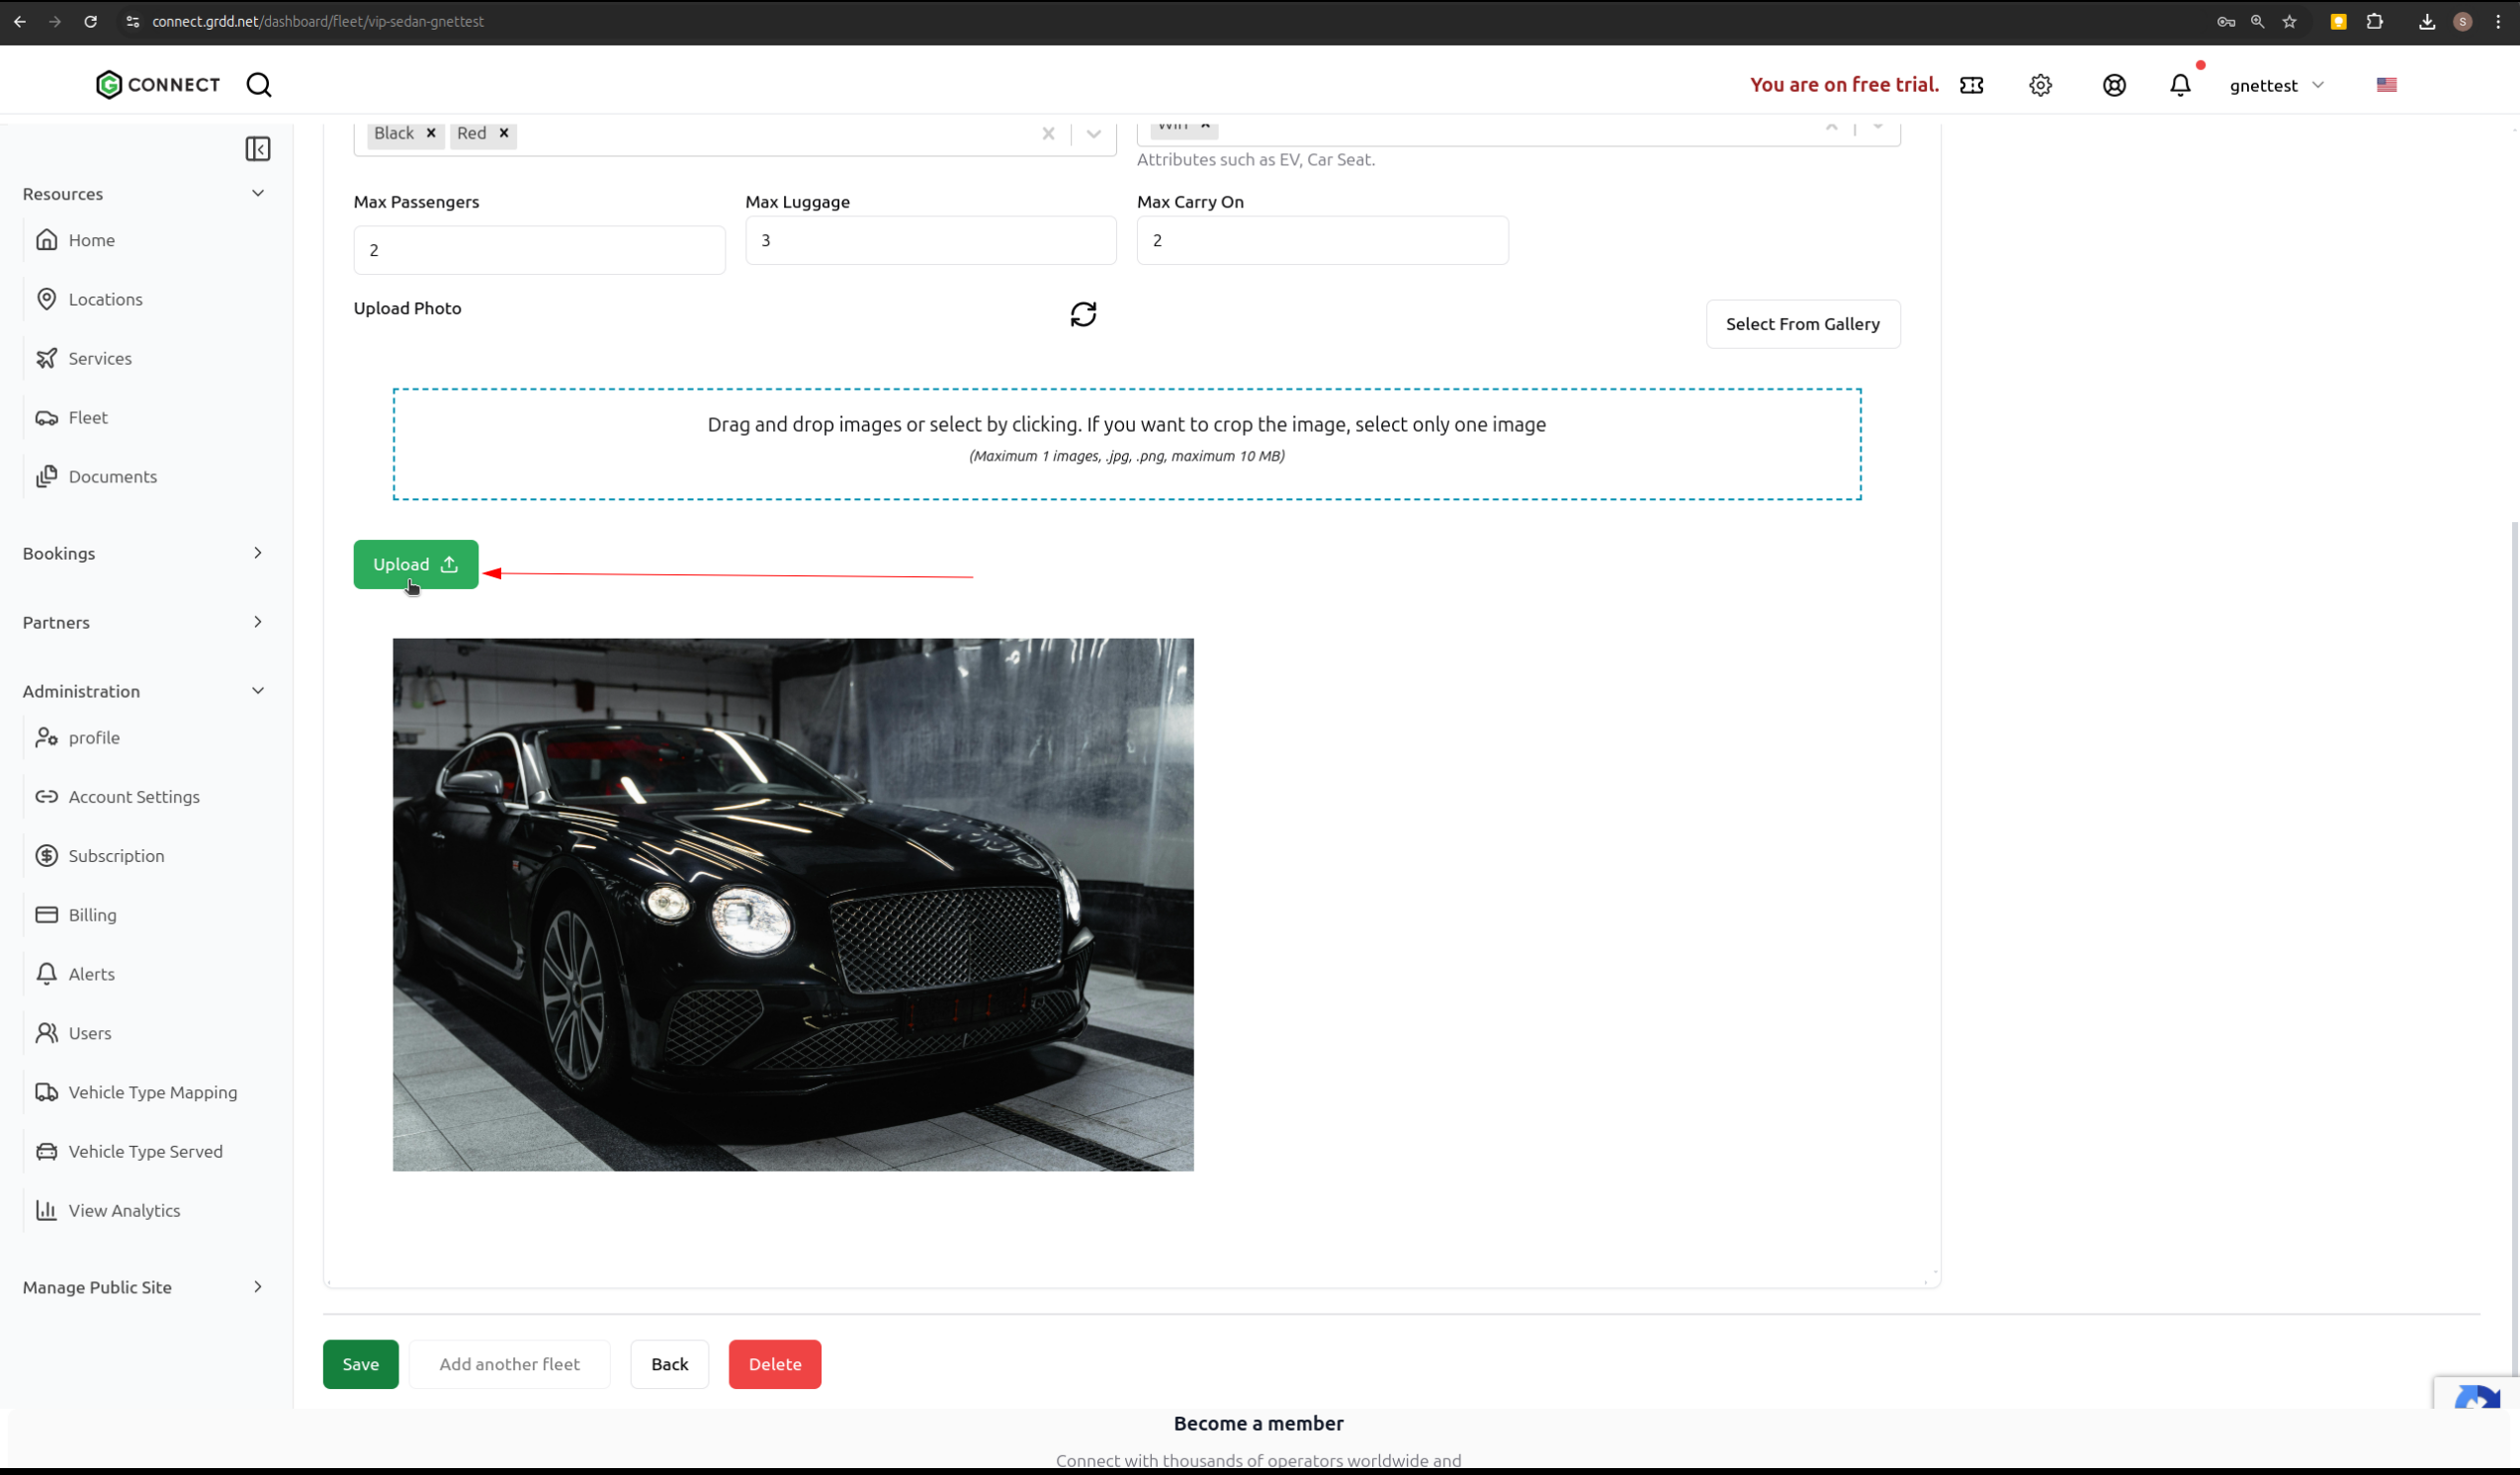 connect.grdd.net/dashboard/fleet/vip-sedan-gnettest
S
CONNECT
You are on free trial.
gnettest
Resources
Home
Locations
Services
Fleet
Documents
Bookings
Partners
Administration
profile
Account Settings
Subscription
Billing
Alerts
Users
Vehicle Type Mapping
Vehicle Type Served
View Analytics
Manage Public Site
Black × Red ×
Attributes such as EV, Car Seat.
Max Passengers Max Luggage Max Carry On
2 3 2
Upload Photo
Select From Gallery
Drag and drop images or select by clicking. If you want to crop the image, select only one image
(Maximum 1 images, .jpg, .png, maximum 10 MB)
Upload
Save Add another fleet Back Delete
Become a member
Connect with thousands of operators worldwide and